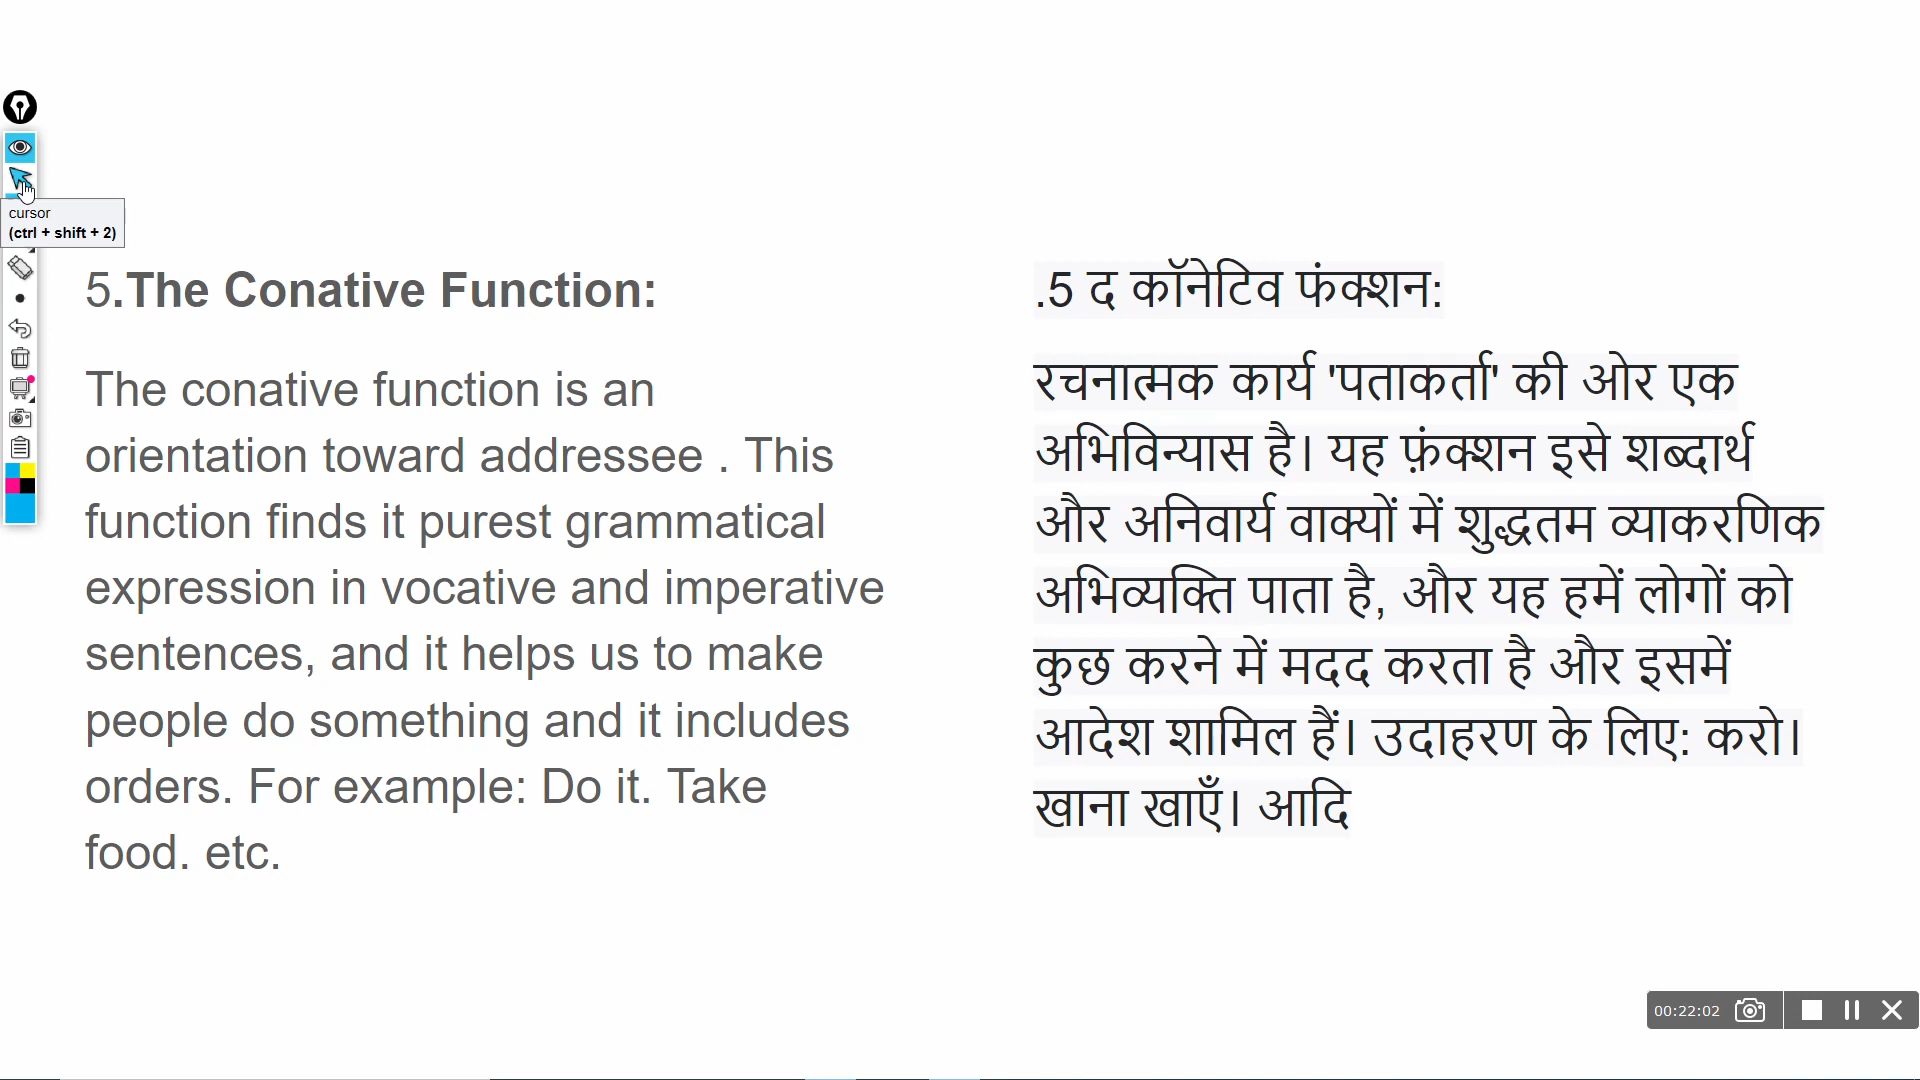 cursor
(ctrl + shift + 2)
5.The Conative Function:
The conative function is an
orientation toward addressee . This
function finds it purest grammatical
expression in vocative and imperative
sentences, and it helps us to make
people do something and it includes
orders. For example: Do it. Take
food. etc.
.5 द कॉनेटिव फंक्शन:
रचनात्मक कार्य 'पताकर्ता' की ओर एक
अभिविन्यास है। यह फ़ंक्शन इसे शब्दार्थ
और अनिवार्य वाक्यों में शुद्धतम व्याकरणिक
अभिव्यक्ति पाता है, और यह हमें लोगों को
कुछ करने में मदद करता है और इसमें
आदेश शामिल हैं। उदाहरण के लिए: करो।
खाना खाएँ। आदि
00:22:02